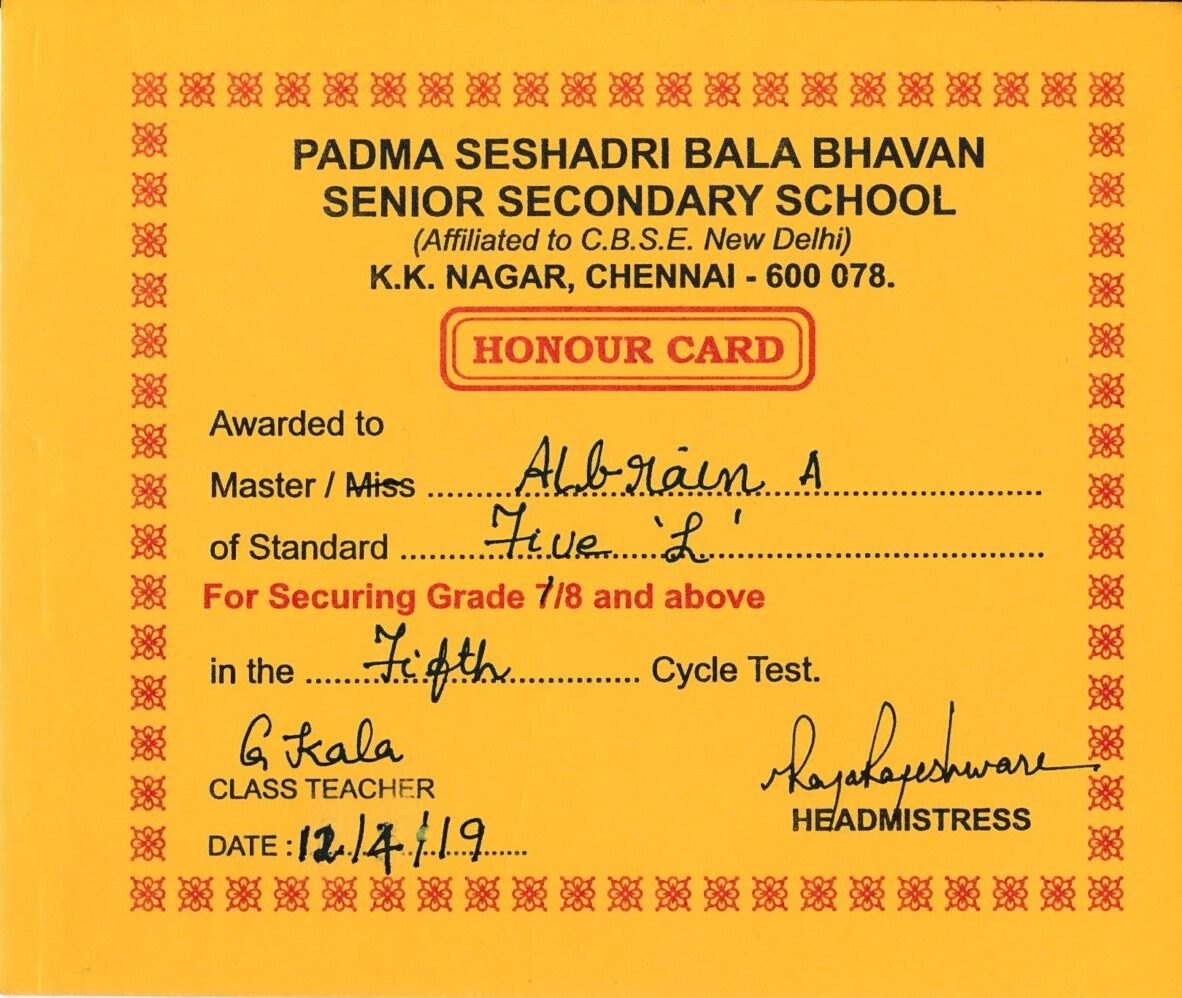 PADMA SESHADRI BALA BHAVAN
SENIOR SECONDARY SCHOOL
(Affiliated to C.B.S.E. New Delhi)
K.K. NAGAR, CHENNAI - 600 078.
HONOUR CARD
Awarded to
Master / Miss Albrain A
of Standard Five 'L'
For Securing Grade 7/8 and above
in the Fifth Cycle Test.
G Kala
CLASS TEACHER
Rajarajeshware
HEADMISTRESS
DATE : 12/4/19